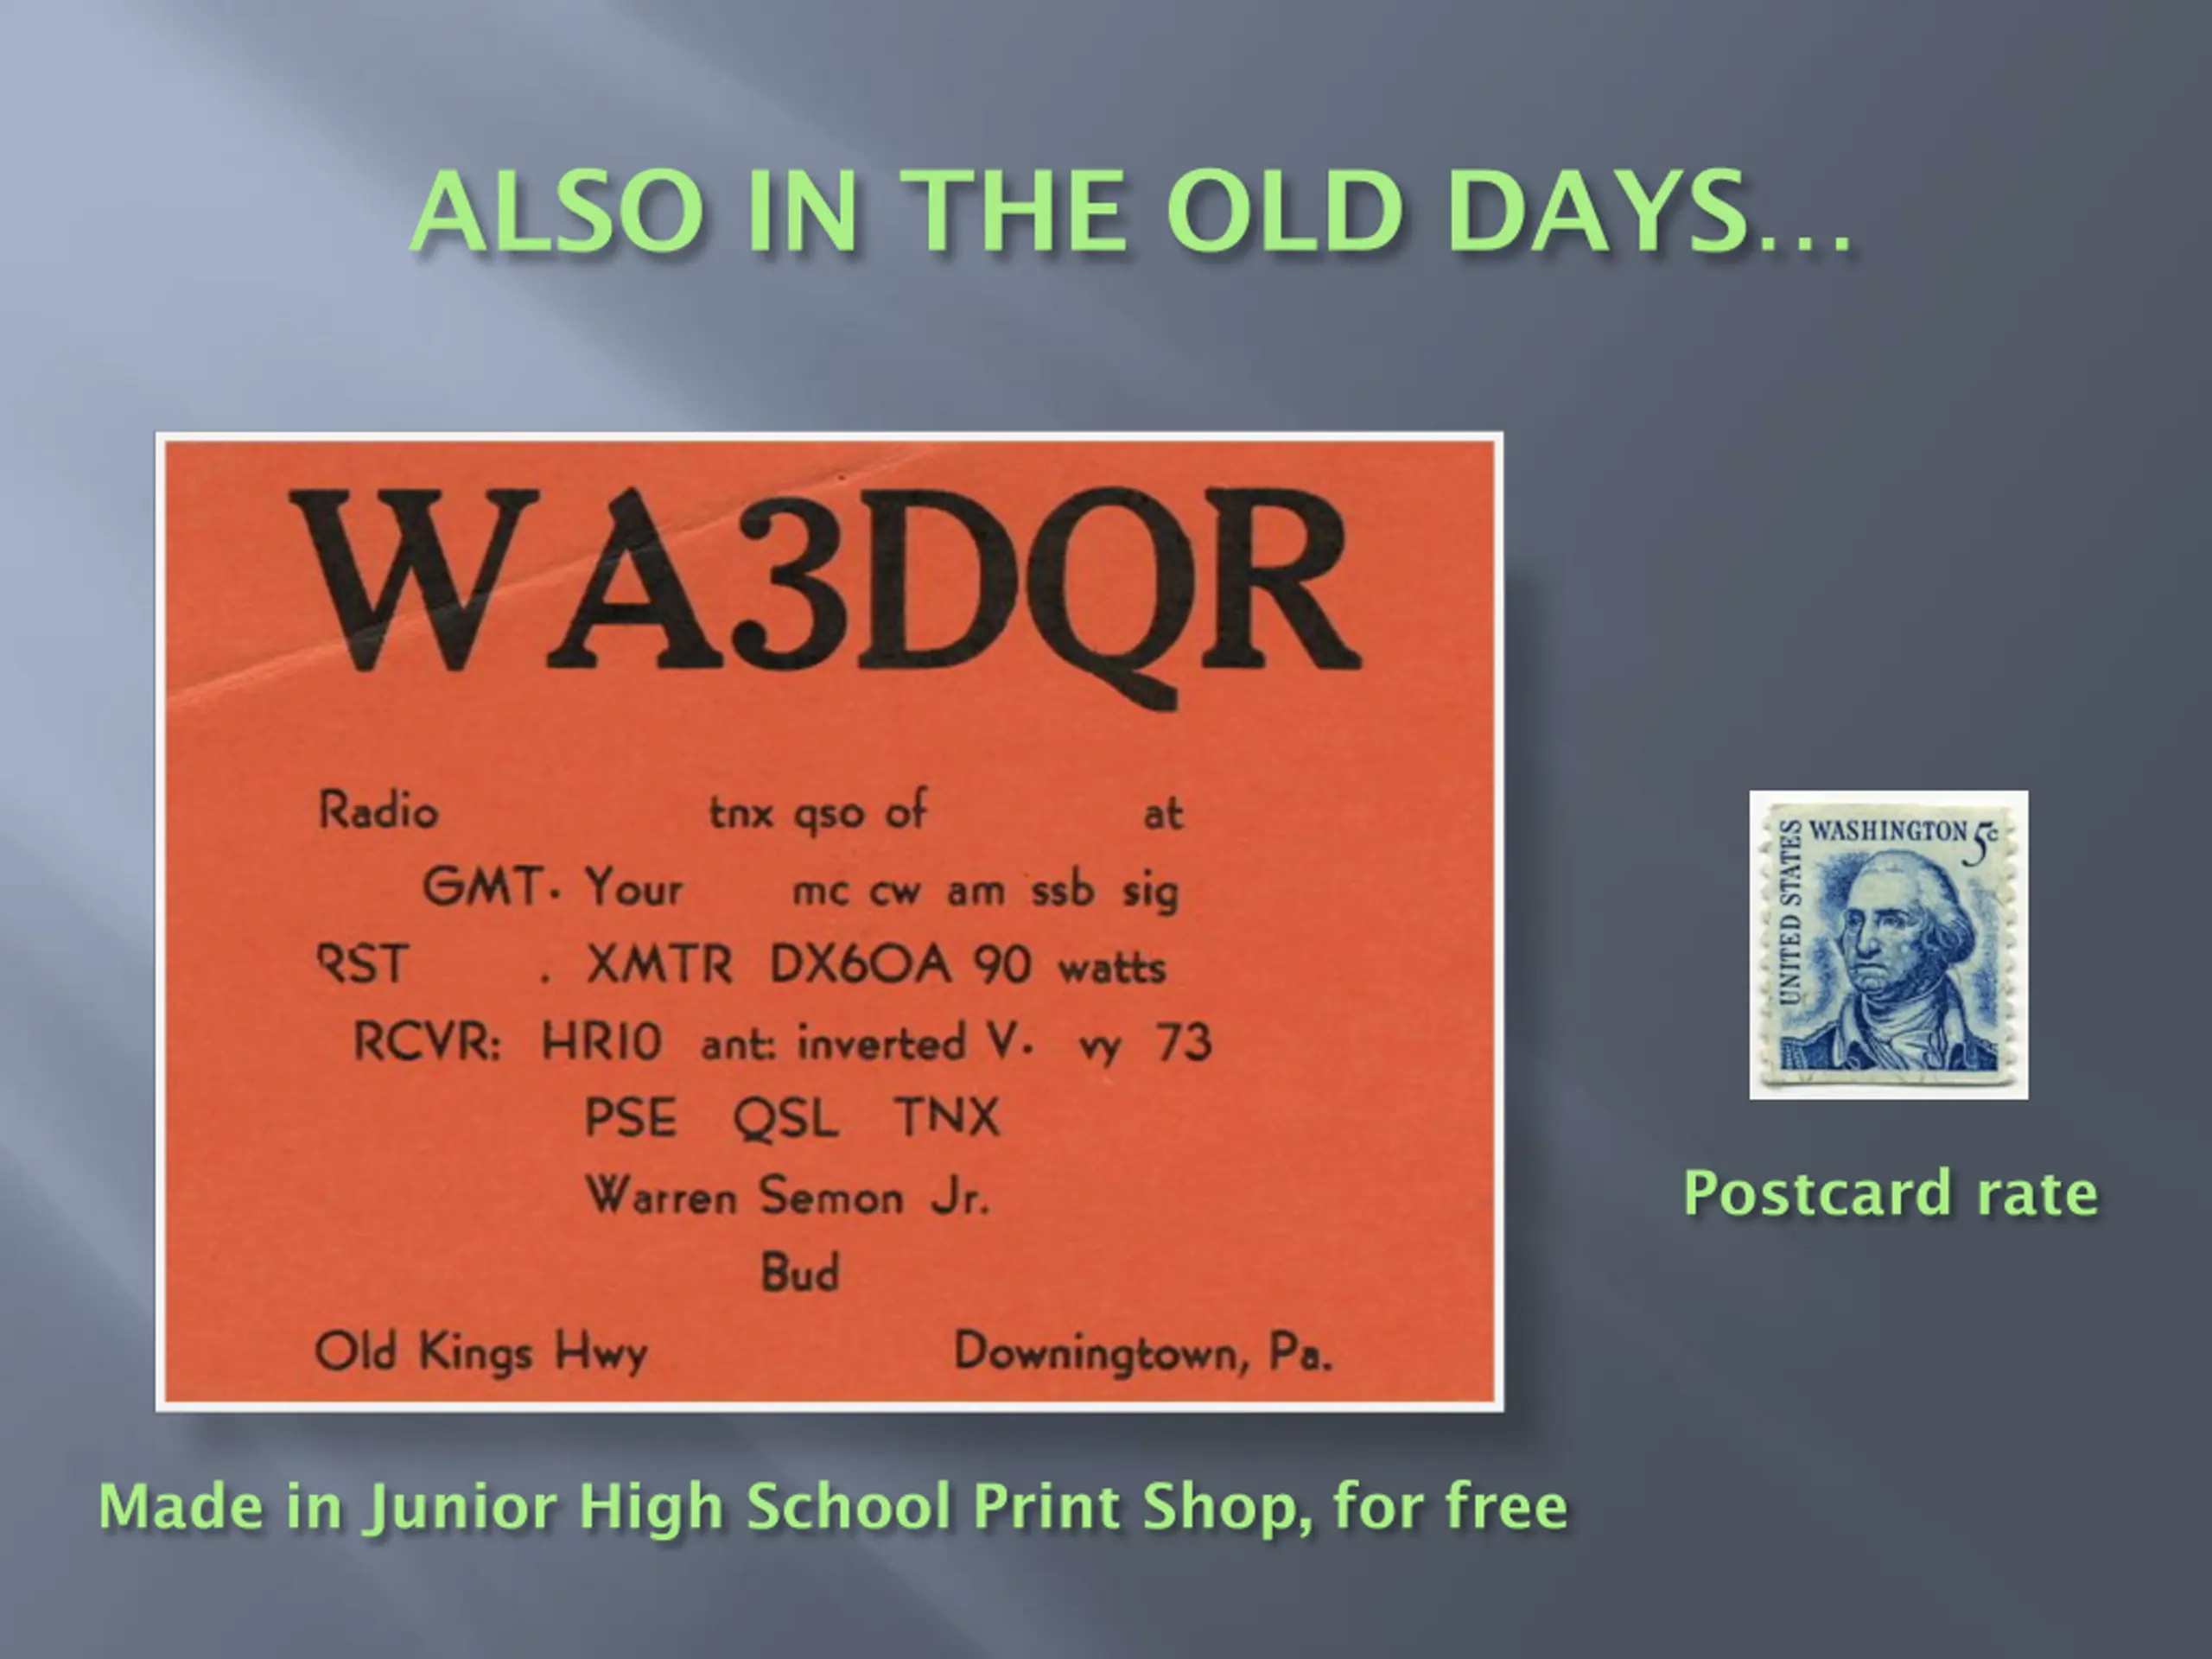 ALSO IN THE OLD DAYS...
WA3DQR
Radio tnx qso of at
GMT. Your mc cw am ssb sig
RST . XMTR DX60A 90 watts
RCVR: HR10 ant: inverted V. vy 73
PSE QSL TNX
Warren Semon Jr.
Bud
Old Kings Hwy Downingtown, Pa.
UNITED STATES
WASHINGTON 5c
Postcard rate
Made in Junior High School Print Shop, for free